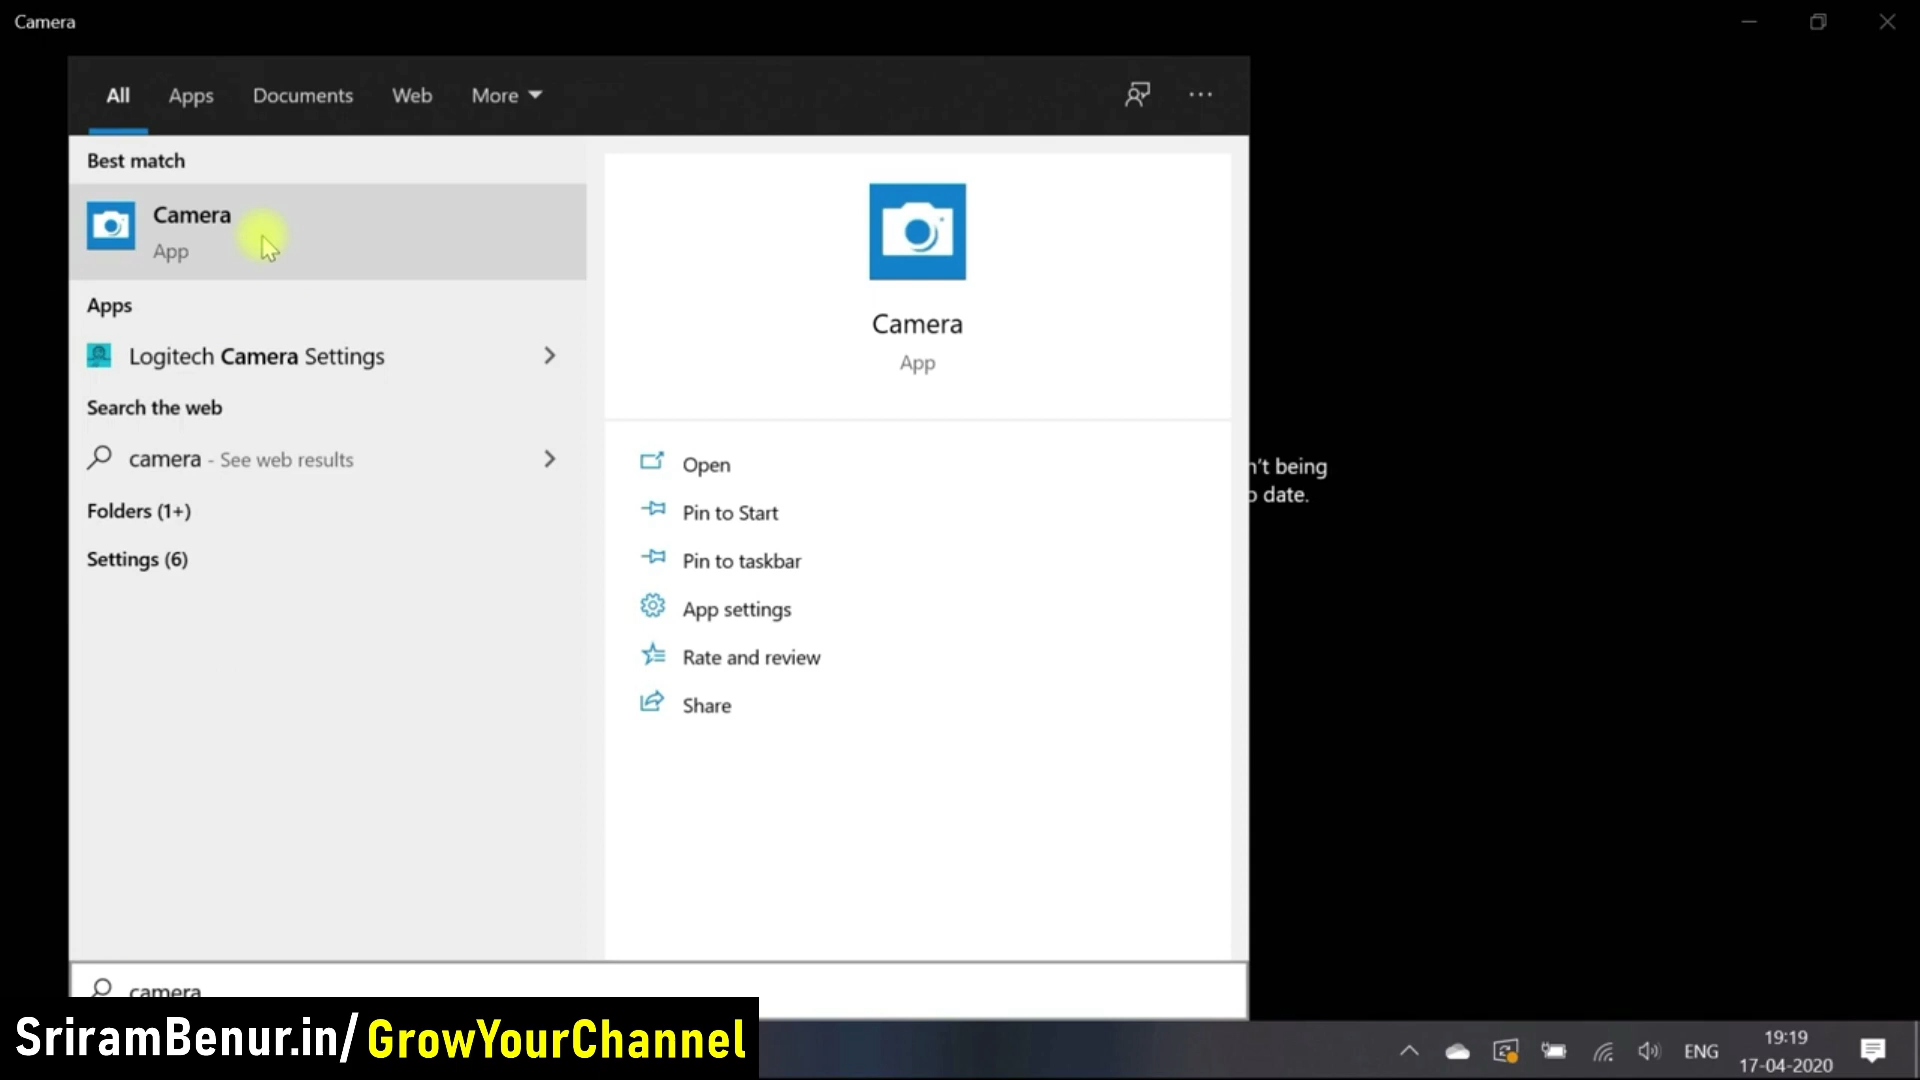 Camera
All Apps Documents Web More
Best match
Camera
App
Apps
Logitech Camera Settings
Search the web
camera - See web results
Folders (1+)
Settings (6)
Camera
App
Open
Pin to Start
Pin to taskbar
App settings
Rate and review
Share
n't being
o date.
camera
SriramBenur.in/GrowYourChannel
ENG
19:19
17-04-2020